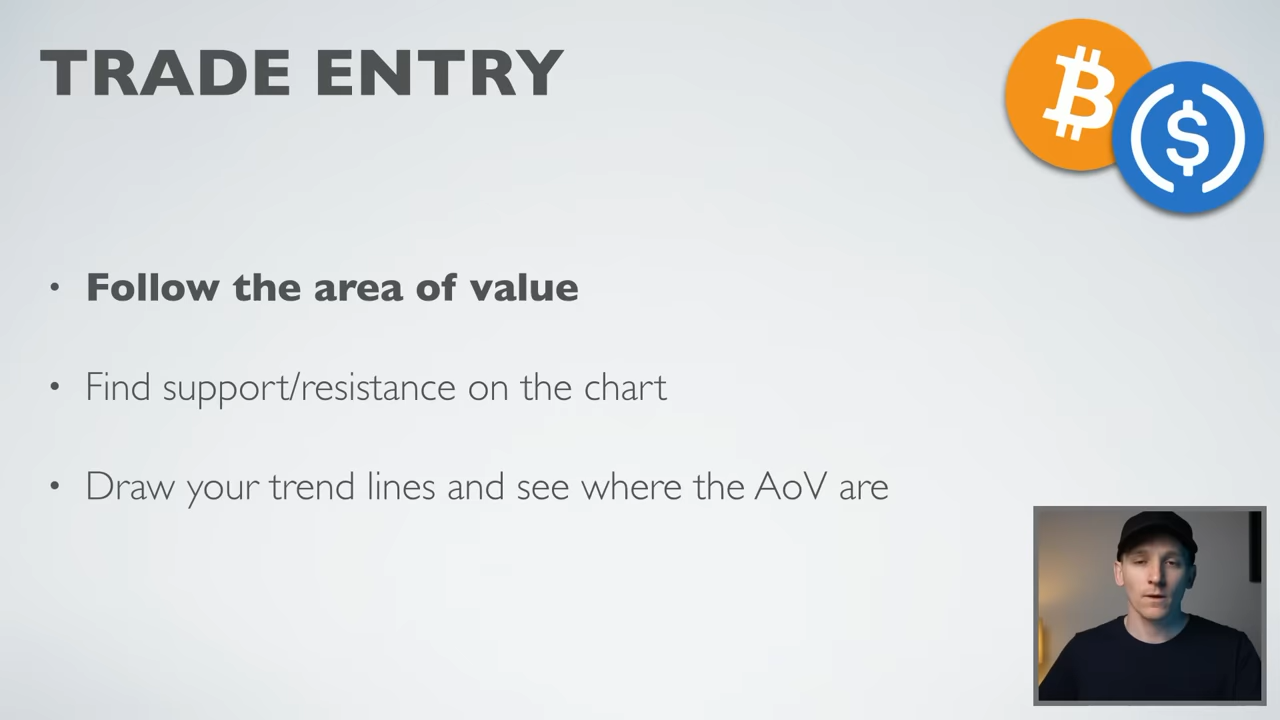 TRADE ENTRY
• Follow the area of value
• Find support/resistance on the chart
• Draw your trend lines and see where the AoV are